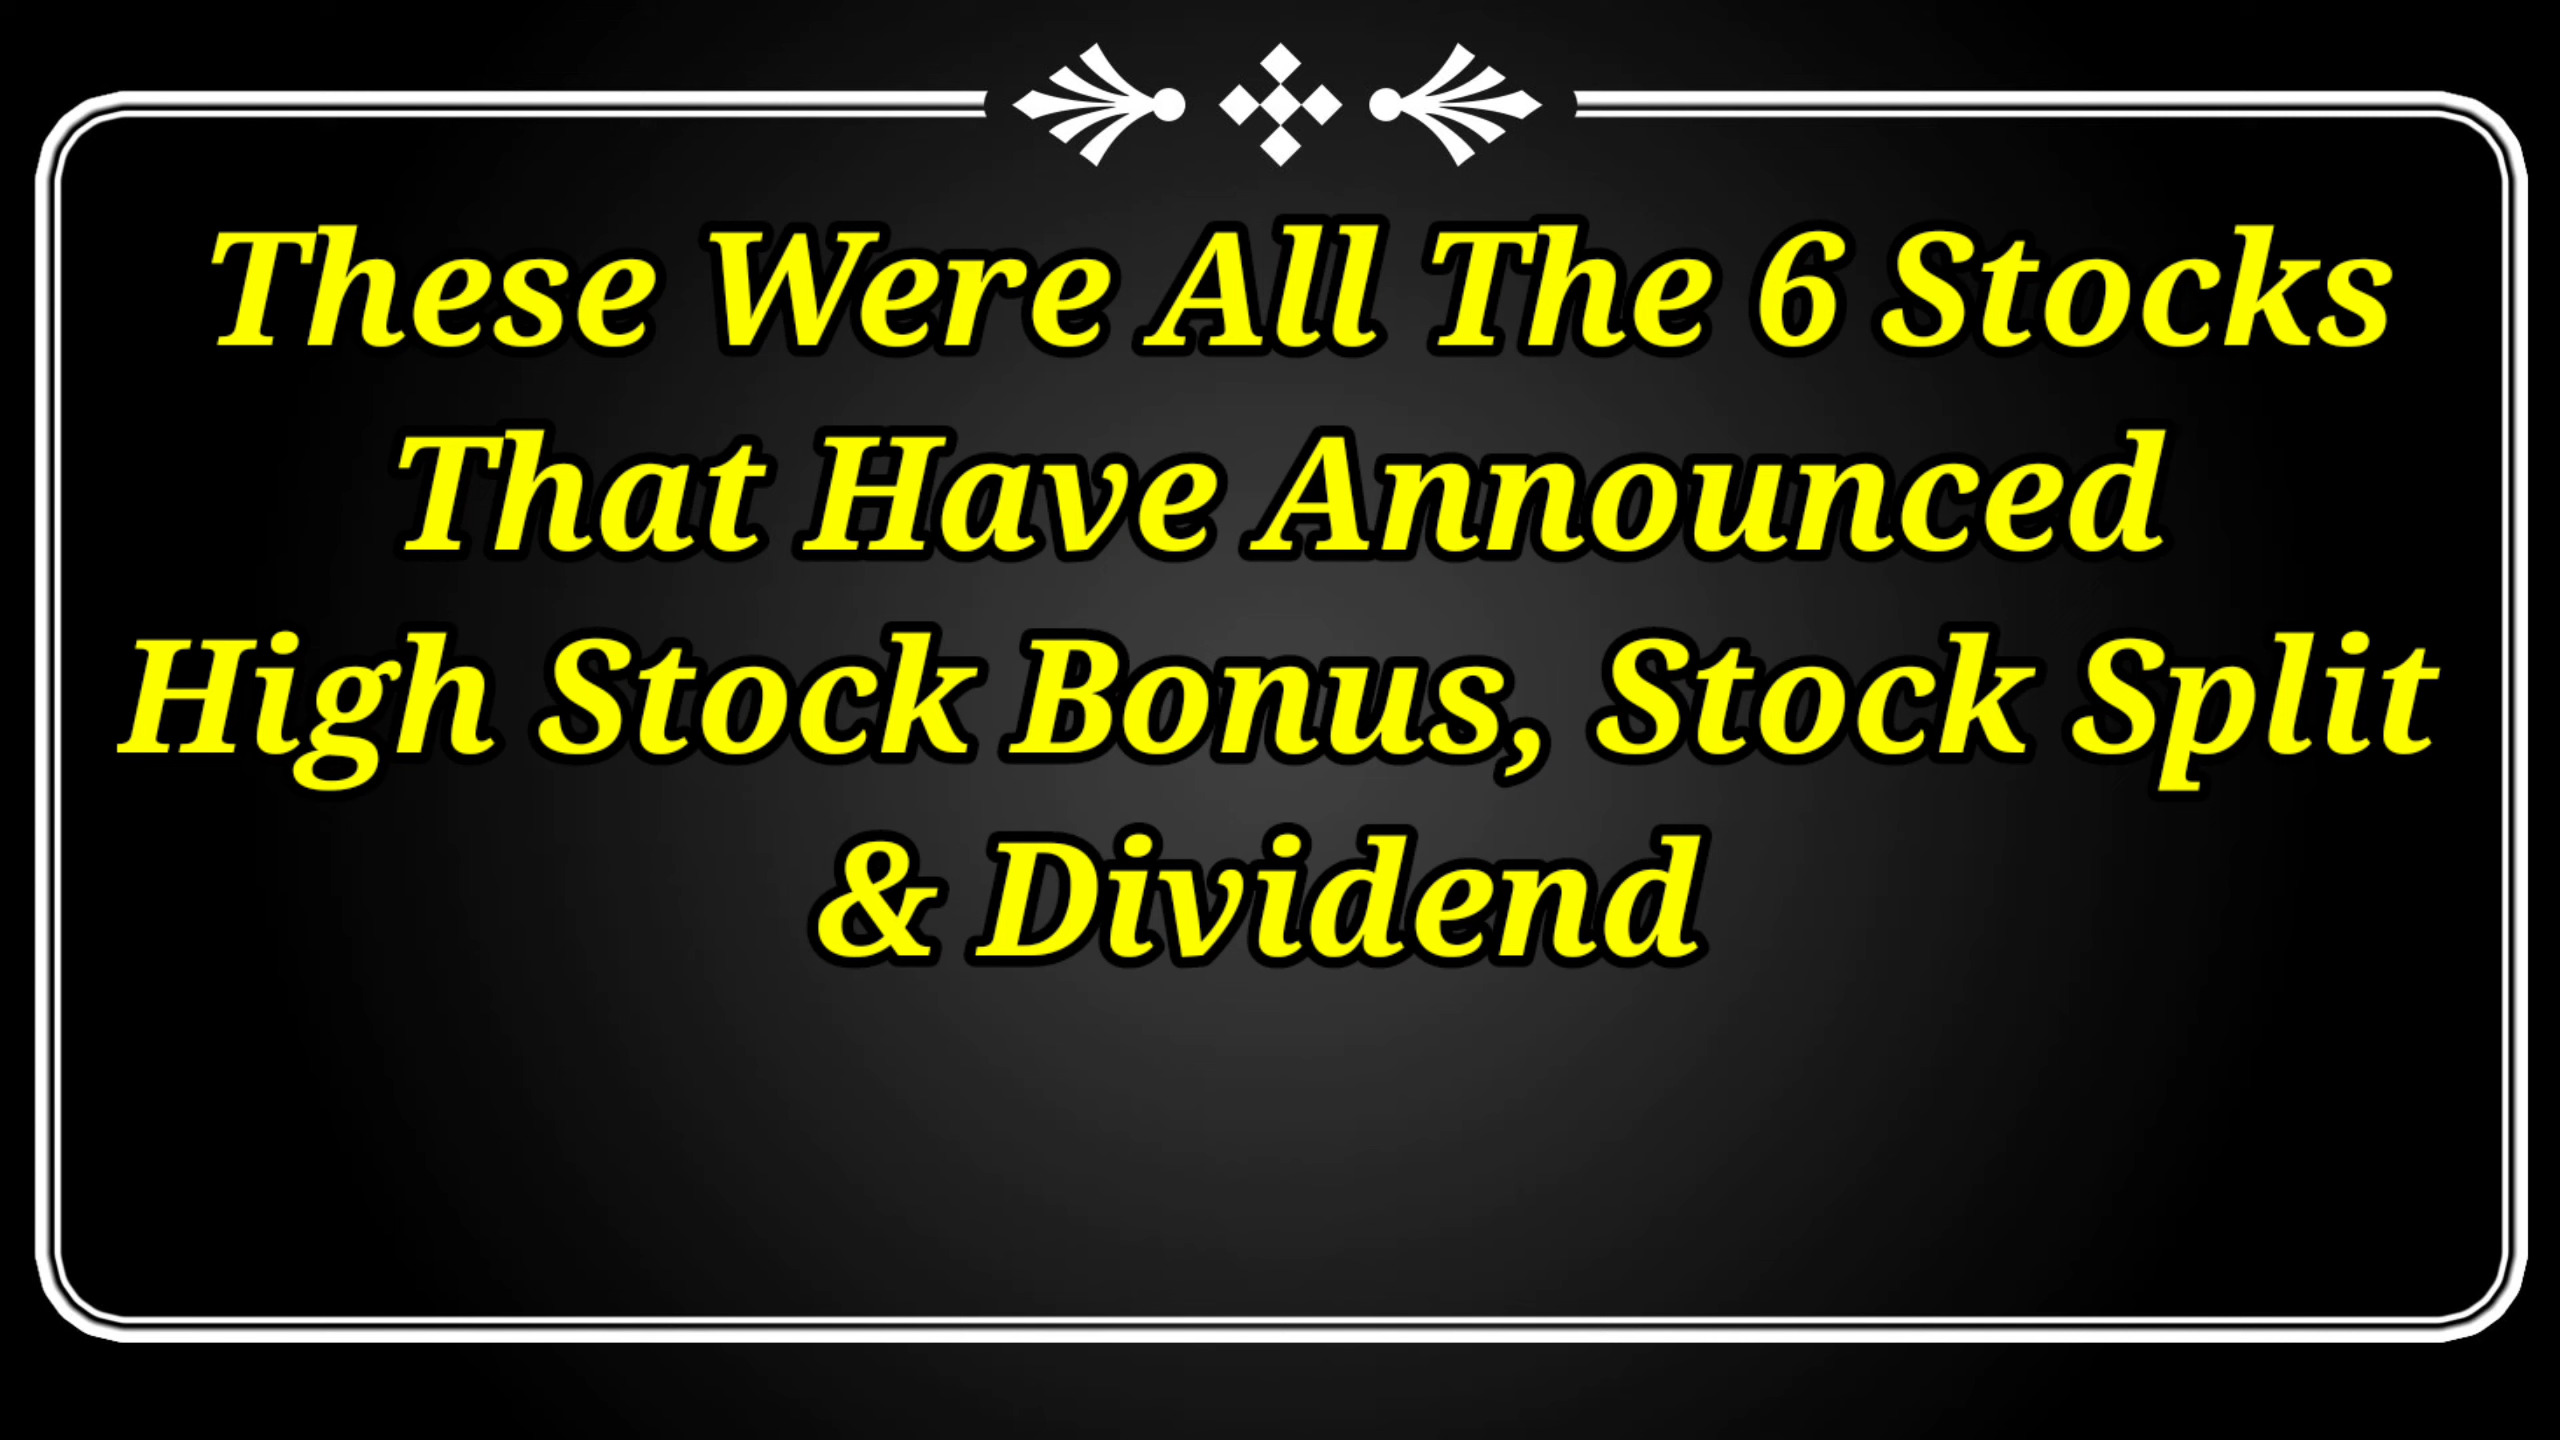 These Were All The 6 Stocks
That Have Announced
High Stock Bonus, Stock Split
& Dividend